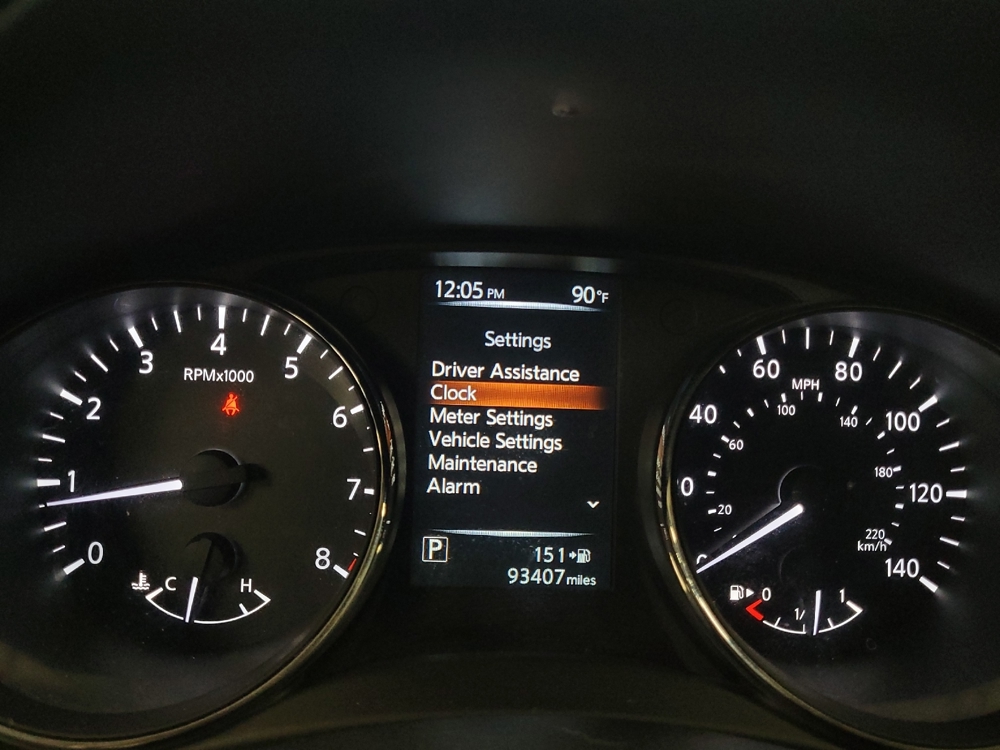 12:05 PM 90°F
Settings
Driver Assistance
Clock
Meter Settings
Vehicle Settings
Maintenance
Alarm
P
151
93407 miles
0
1
2
3
4
5
6
7
8
RPMx1000
C H
40
60
80
100
120
140
MPH
20
60
100
140
180
220
km/h
0 1/ 1